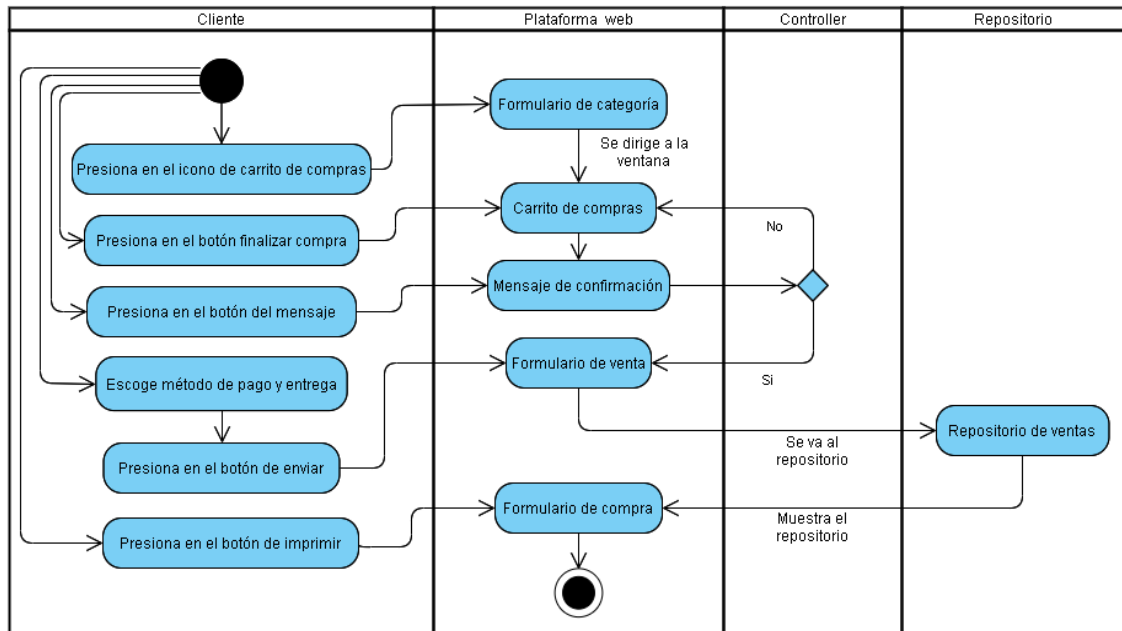 Cliente
Plataforma web
Controller
Repositorio
Formulario de categoría
Se dirige a la
ventana
Presiona en el icono de carrito de compras
Carrito de compras
No
Presiona en el botón finalizar compra
Mensaje de confirmación
Presiona en el botón del mensaje
Formulario de venta
Si
Escoge método de pago y entrega
Repositorio de ventas
Se va al
repositorio
Presiona en el botón de enviar
Formulario de compra
Muestra el
repositorio
Presiona en el botón de imprimir